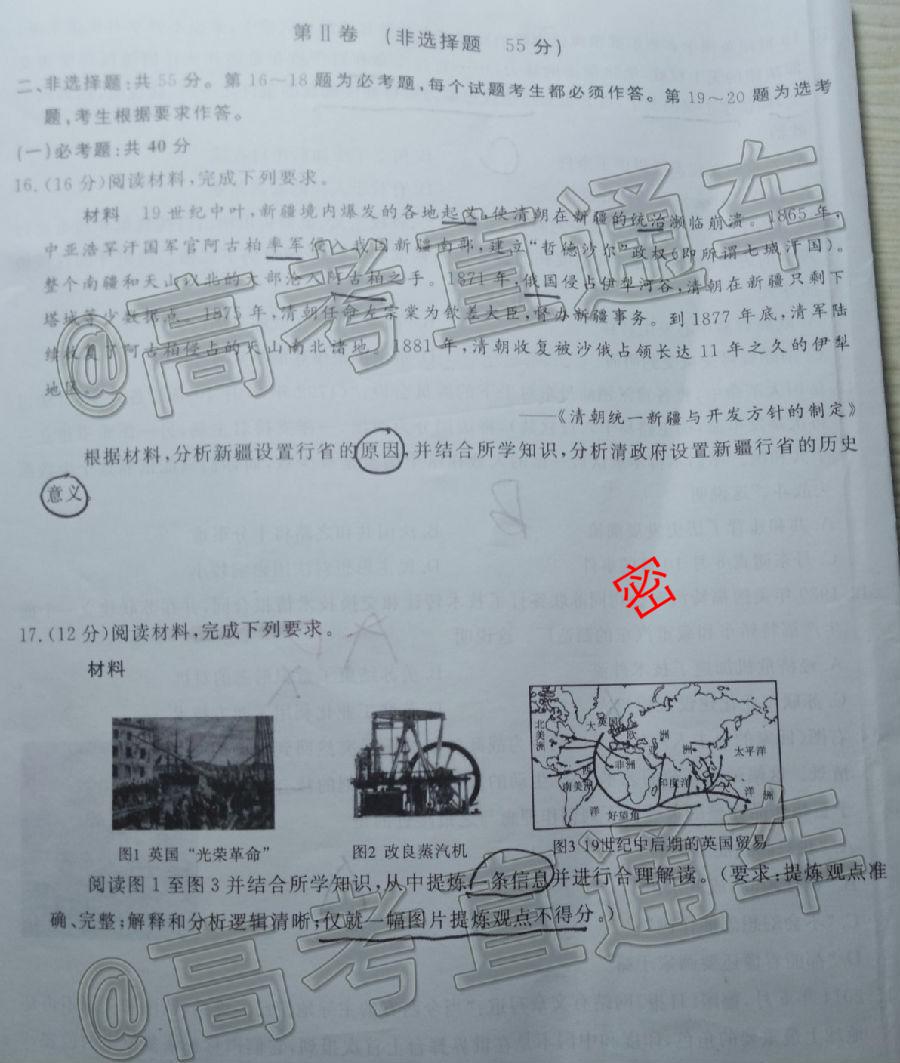 第Ⅱ卷 (非选择题 55分)
二、非选择题:共55分。第16～18题为必考题,每个试题考生都必须作答。第19～20题为选考
题,考生根据要求作答。
(一)必考题:共40分
16.(16分)阅读材料,完成下列要求。
材料 19世纪中叶,新疆境内爆发的各地起义,使清朝在新疆的统治濒临崩溃。1865年,
中亚浩罕汗国军官阿古柏率军侵入我国新疆南部,建立“哲德沙尔”政权(即所谓七城汗国)。
整个南疆和天山以北的大部沦入阿古柏之手。1871年,俄国侵占伊犁河谷,清朝在新疆只剩下
塔城等少数据点。1875年,清朝任命左宗棠为钦差大臣,督办新疆事务。到1877年底,清军陆
续收复了阿古柏侵占的天山南北诸地。1881年,清朝收复被沙俄占领长达11年之久的伊犁
地区。
——《清朝统一新疆与开发方针的制定》
根据材料,分析新疆设置行省的原因,并结合所学知识,分析清政府设置新疆行省的历史
意义
B
密
17.(12分)阅读材料,完成下列要求。
材料
北美洲
大
英国
欧
洲
洲
太平洋
非洲
南美洲
印度洋
洋
好望角
洋
洲
图1 英国“光荣革命”
图2 改良蒸汽机
图3 19世纪中后期的英国贸易
阅读图1至图3并结合所学知识,从中提炼一条信息并进行合理解读。(要求:提炼观点准
确、完整;解释和分析逻辑清晰;仅就一幅图片提炼观点不得分。)
@高考直通车
@高考直通车